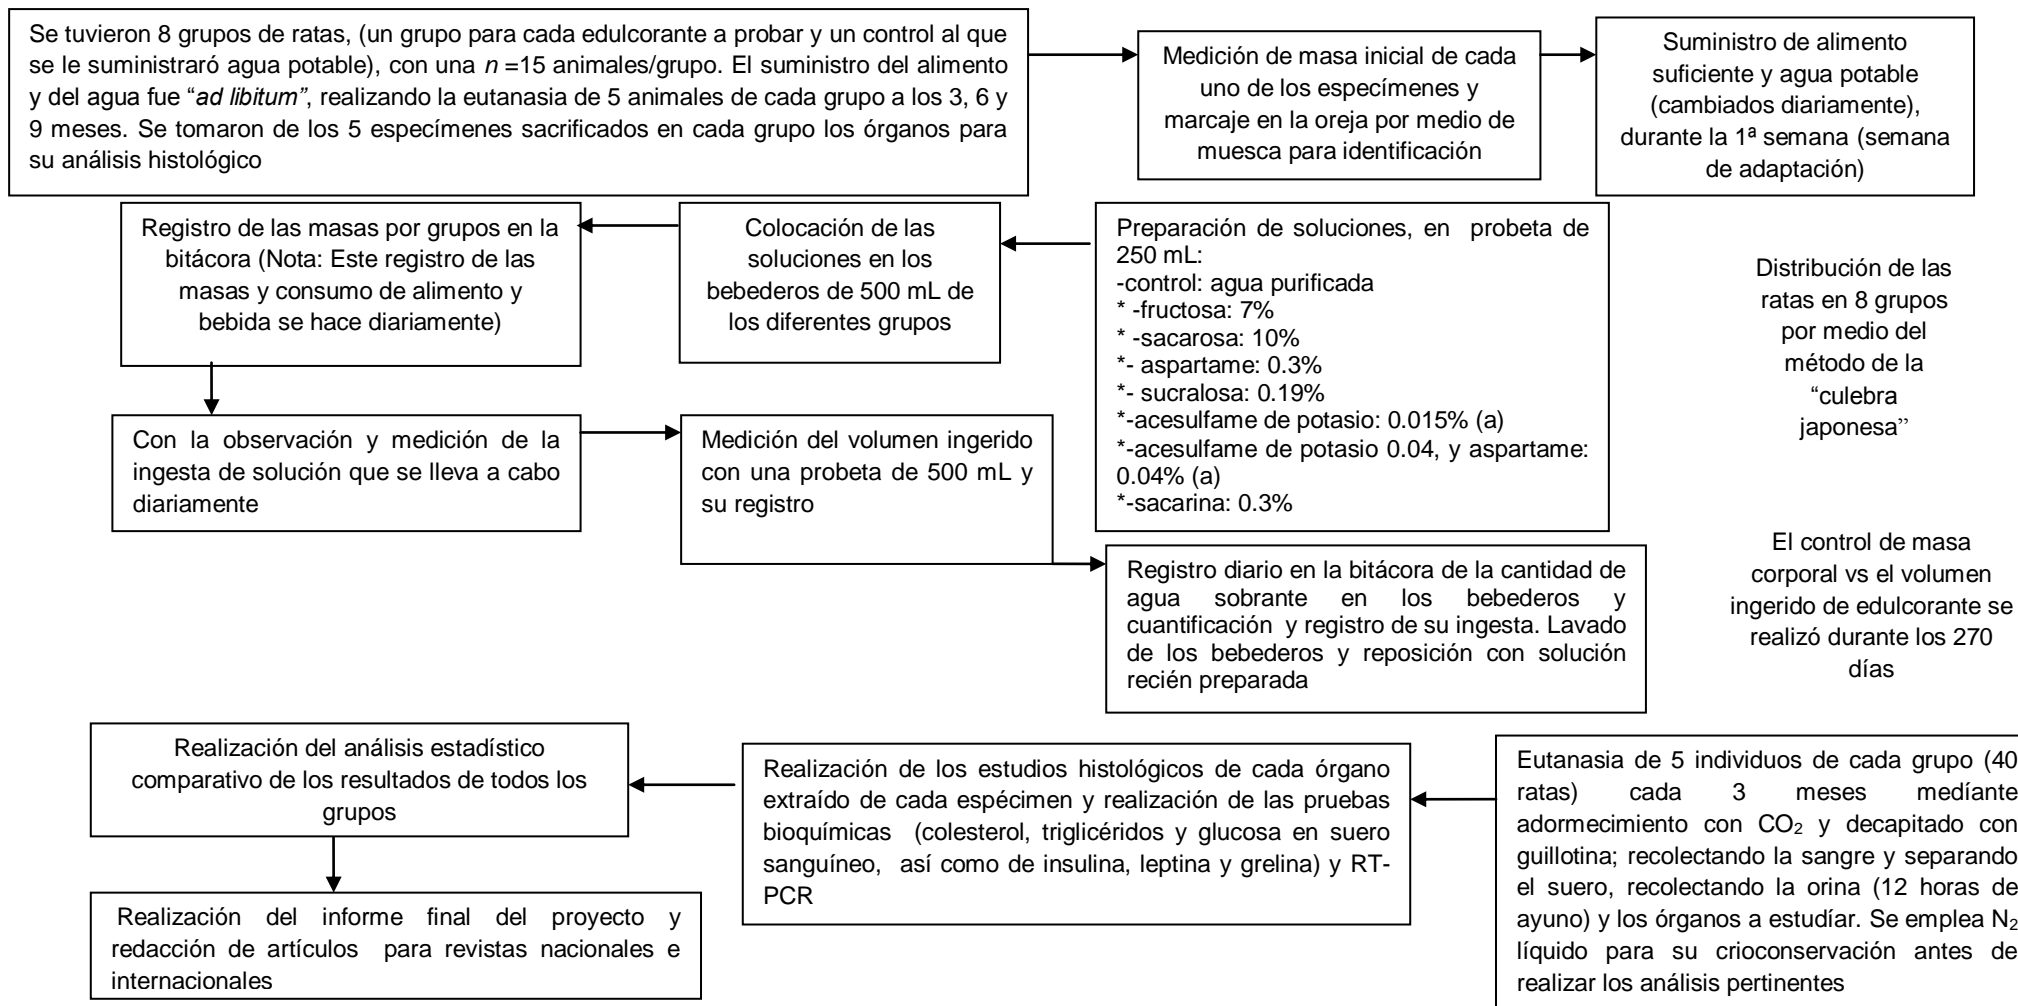 Se tuvieron 8 grupos de ratas, (un grupo para cada edulcorante a probar y un control al que
se le suministraró agua potable), con una n =15 animales/grupo. El suministro del alimento
y del agua fue “ad libitum”, realizando la eutanasia de 5 animales de cada grupo a los 3, 6 y
9 meses. Se tomaron de los 5 especímenes sacrificados en cada grupo los órganos para
su análisis histológico
Medición de masa inicial de cada
uno de los especímenes y
marcaje en la oreja por medio de
muesca para identificación
Suministro de alimento
suficiente y agua potable
(cambiados diariamente),
durante la 1ª semana (semana
de adaptación)
Distribución de las
ratas en 8 grupos
por medio del
método de la
“culebra
japonesa”
Preparación de soluciones, en probeta de
250 mL:
-control: agua purificada
* -fructosa: 7%
* -sacarosa: 10%
*- aspartame: 0.3%
*- sucralosa: 0.19%
*-acesulfame de potasio: 0.015% (a)
*-acesulfame de potasio 0.04, y aspartame:
0.04% (a)
*-sacarina: 0.3%
Colocación de las
soluciones en los
bebederos de 500 mL de
los diferentes grupos
Registro de las masas por grupos en la
bitácora (Nota: Este registro de las
masas y consumo de alimento y
bebida se hace diariamente)
Con la observación y medición de la
ingesta de solución que se lleva a cabo
diariamente
Medición del volumen ingerido
con una probeta de 500 mL y
su registro
Registro diario en la bitácora de la cantidad de
agua sobrante en los bebederos y
cuantificación y registro de su ingesta. Lavado
de los bebederos y reposición con solución
recién preparada
El control de masa
corporal vs el volumen
ingerido de edulcorante se
realizó durante los 270
días
Eutanasia de 5 individuos de cada grupo (40
ratas) cada 3 meses medíante
adormecimiento con CO₂ y decapitado con
guillotina; recolectando la sangre y separando
el suero, recolectando la orina (12 horas de
ayuno) y los órganos a estudíar. Se emplea N₂
líquido para su crioconservación antes de
realizar los análisis pertinentes
Realización de los estudios histológicos de cada órgano
extraído de cada espécimen y realización de las pruebas
bioquímicas (colesterol, triglicéridos y glucosa en suero
sanguíneo, así como de insulina, leptina y grelina) y RT-
PCR
Realización del análisis estadístico
comparativo de los resultados de todos los
grupos
Realización del informe final del proyecto y
redacción de artículos para revistas nacionales e
internacionales